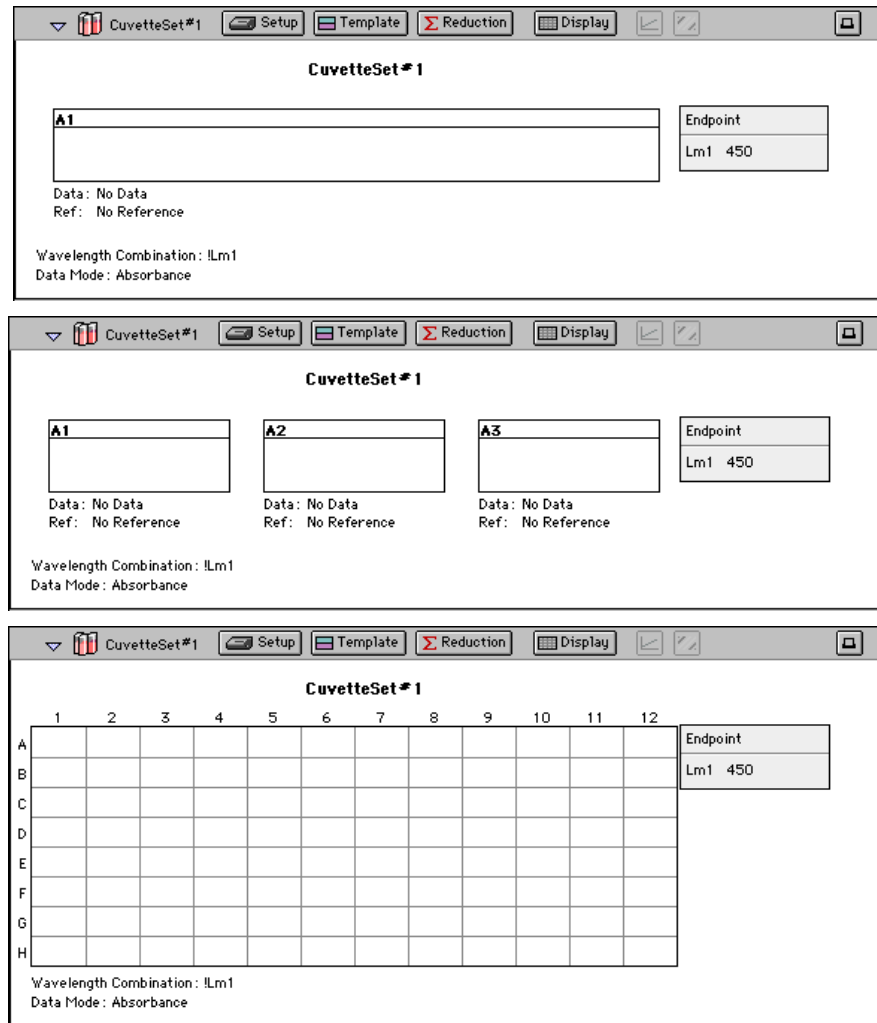 CuvetteSet#1 Setup Template Reduction Display
CuvetteSet#1
A1
Endpoint
Lm1 450
Data: No Data
Ref: No Reference
Wavelength Combination: !Lm1
Data Mode: Absorbance
CuvetteSet#1 Setup Template Reduction Display
CuvetteSet#1
A1 A2 A3
Endpoint
Lm1 450
Data: No Data Data: No Data Data: No Data
Ref: No Reference Ref: No Reference Ref: No Reference
Wavelength Combination: !Lm1
Data Mode: Absorbance
CuvetteSet#1 Setup Template Reduction Display
CuvetteSet#1
1 2 3 4 5 6 7 8 9 10 11 12
A
Endpoint
B
Lm1 450
C
D
E
F
G
H
Wavelength Combination: !Lm1
Data Mode: Absorbance